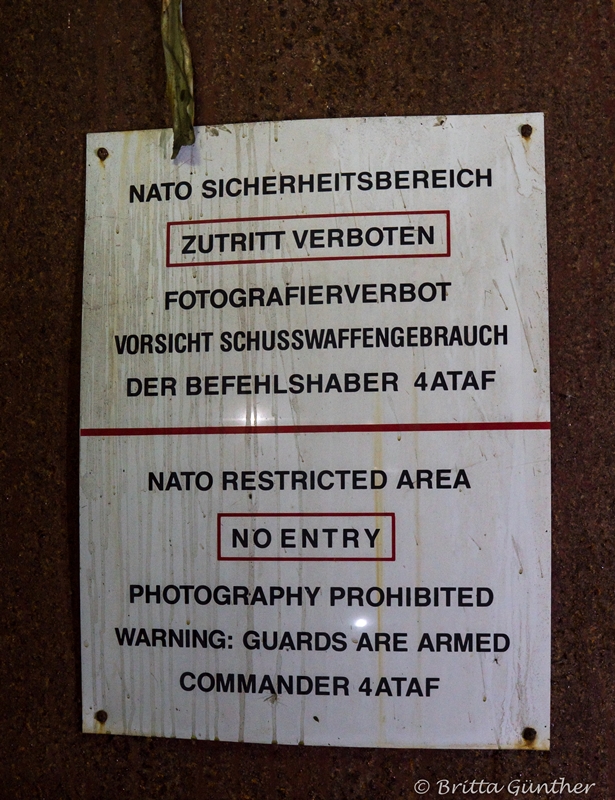 NATO SICHERHEITSBEREICH
ZUTRITT VERBOTEN
FOTOGRAFIERVERBOT
VORSICHT SCHUSSWAFFENGEBRAUCH
DER BEFEHLSHABER 4ATAF
NATO RESTRICTED AREA
NO ENTRY
PHOTOGRAPHY PROHIBITED
WARNING: GUARDS ARE ARMED
COMMANDER 4ATAF
© Britta Günther